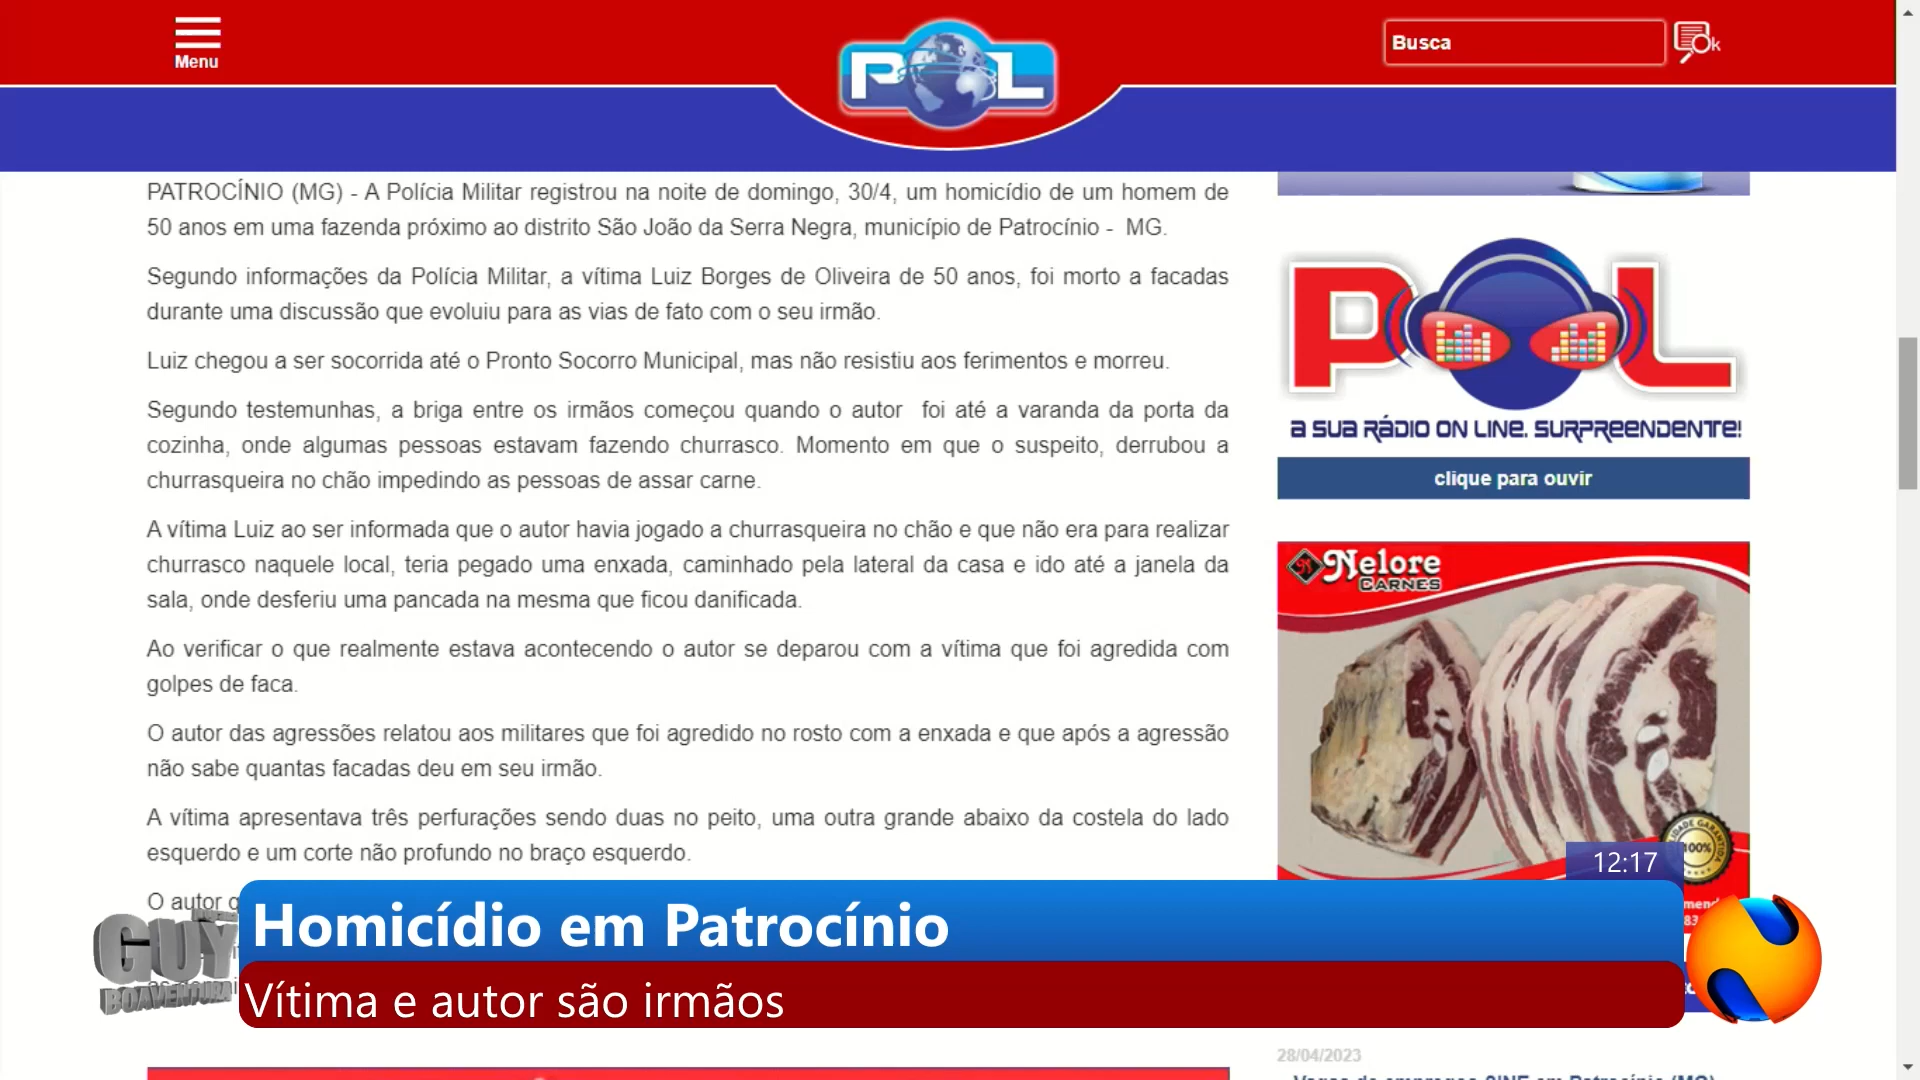 Menu
POL
Busca
Ok
PATROCÍNIO (MG) - A Polícia Militar registrou na noite de domingo, 30/4, um homicídio de um homem de
50 anos em uma fazenda próximo ao distrito São João da Serra Negra, município de Patrocínio - MG.
Segundo informações da Polícia Militar, a vítima Luiz Borges de Oliveira de 50 anos, foi morto a facadas
durante uma discussão que evoluiu para as vias de fato com o seu irmão.
Luiz chegou a ser socorrida até o Pronto Socorro Municipal, mas não resistiu aos ferimentos e morreu.
Segundo testemunhas, a briga entre os irmãos começou quando o autor foi até a varanda da porta da
cozinha, onde algumas pessoas estavam fazendo churrasco. Momento em que o suspeito, derrubou a
churrasqueira no chão impedindo as pessoas de assar carne.
A vítima Luiz ao ser informada que o autor havia jogado a churrasqueira no chão e que não era para realizar
churrasco naquele local, teria pegado uma enxada, caminhado pela lateral da casa e ido até a janela da
sala, onde desferiu uma pancada na mesma que ficou danificada.
Ao verificar o que realmente estava acontecendo o autor se deparou com a vítima que foi agredida com
golpes de faca.
O autor das agressões relatou aos militares que foi agredido no rosto com a enxada e que após a agressão
não sabe quantas facadas deu em seu irmão.
A vítima apresentava três perfurações sendo duas no peito, uma outra grande abaixo da costela do lado
esquerdo e um corte não profundo no braço esquerdo.
O autor
POL
A SUA RÁDIO ON LINE. SURPREENDENTE!
clique para ouvir
Nelore
CARNES
100%
12:17
GUY
BOAVENTURA
Homicídio em Patrocínio
Vítima e autor são irmãos
28/04/2023
Vagas de empregos SINE em Patrocínio (MG)